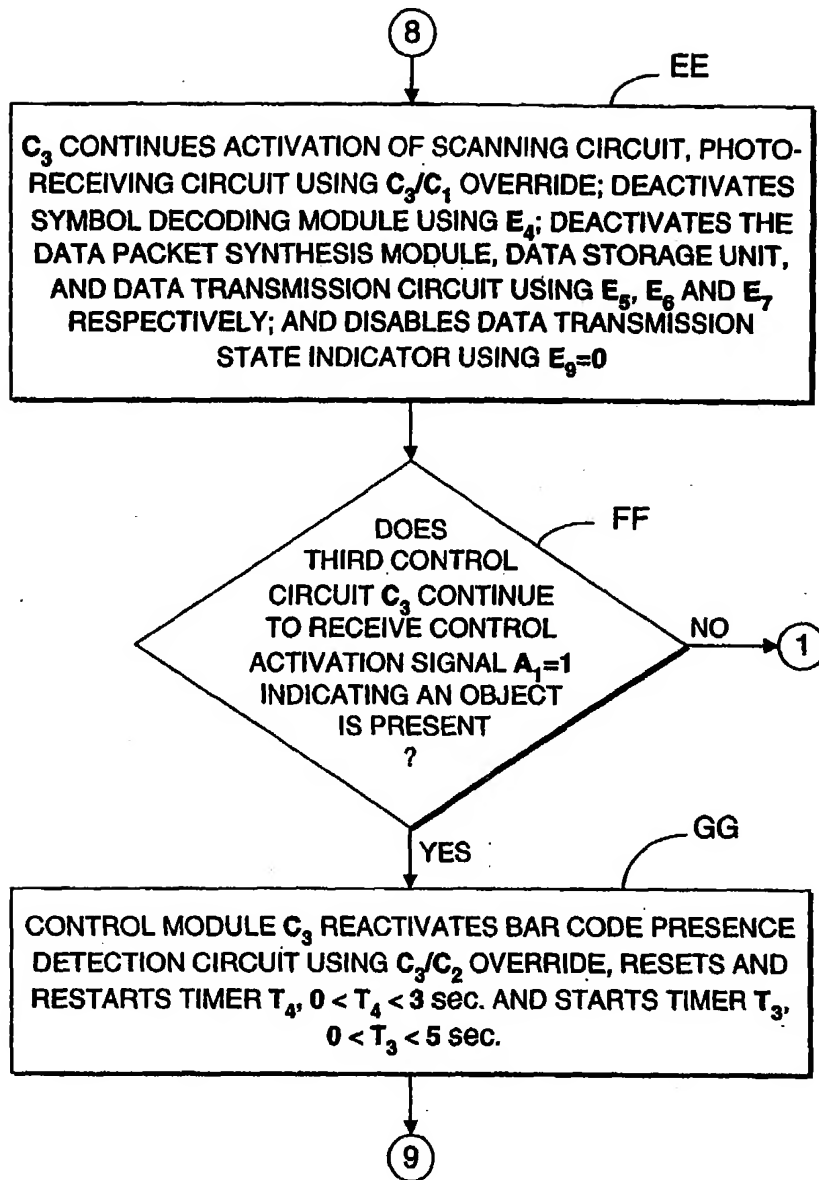 8
EE
C₃ CONTINUES ACTIVATION OF SCANNING CIRCUIT, PHOTO-
RECEIVING CIRCUIT USING C₃/C₁ OVERRIDE; DEACTIVATES
SYMBOL DECODING MODULE USING E₄; DEACTIVATES THE
DATA PACKET SYNTHESIS MODULE, DATA STORAGE UNIT,
AND DATA TRANSMISSION CIRCUIT USING E₅, E₆ AND E₇
RESPECTIVELY; AND DISABLES DATA TRANSMISSION
STATE INDICATOR USING E₉=0
FF
DOES
THIRD CONTROL
CIRCUIT C₃ CONTINUE
TO RECEIVE CONTROL
ACTIVATION SIGNAL A₁=1
INDICATING AN OBJECT
IS PRESENT
?
NO
1
YES
GG
CONTROL MODULE C₃ REACTIVATES BAR CODE PRESENCE
DETECTION CIRCUIT USING C₃/C₂ OVERRIDE, RESETS AND
RESTARTS TIMER T₄, 0 < T₄ < 3 sec. AND STARTS TIMER T₃,
0 < T₃ < 5 sec.
9